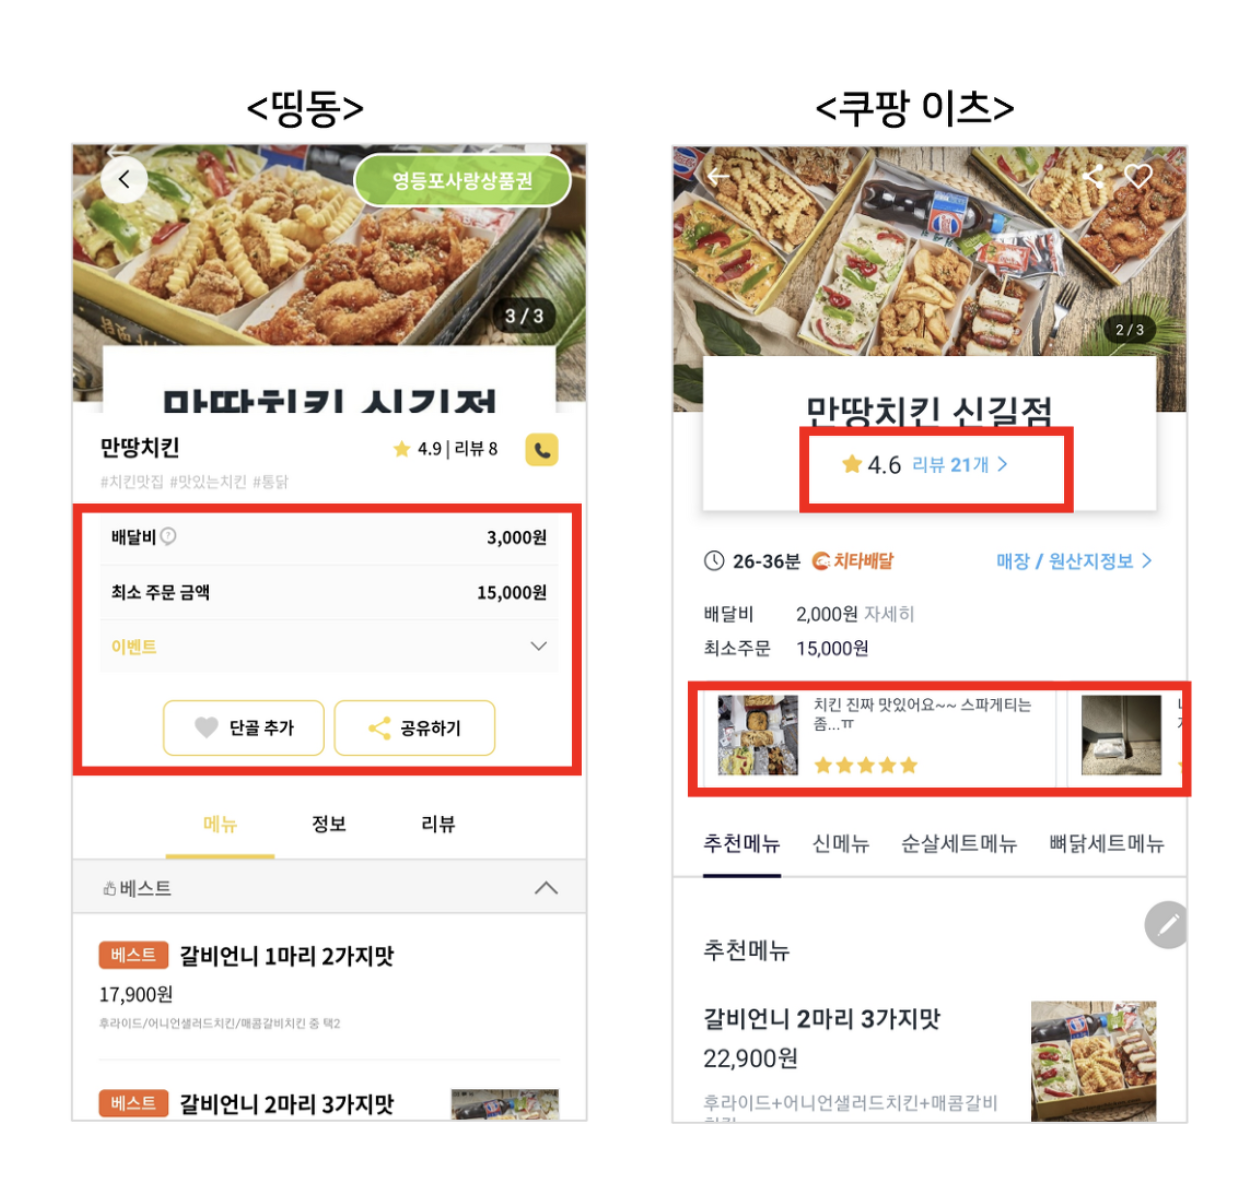 <띵동>
영등포사랑상품권
3 / 3
만땅치킨 신길점
만땅치킨
4.9 | 리뷰 8
#치킨맛집 #맛있는치킨 #통닭
배달비
3,000원
최소 주문 금액
15,000원
이벤트
단골 추가
공유하기
메뉴
정보
리뷰
베스트
베스트 갈비언니 1마리 2가지맛
17,900원
후라이드/어니언샐러드치킨/매콤갈비치킨 중 택2
베스트 갈비언니 2마리 3가지맛
<쿠팡 이츠>
2 / 3
만땅치킨 신길점
4.6 리뷰 21개 >
26-36분 치타배달
매장 / 원산지정보 >
배달비 2,000원 자세히
최소주문 15,000원
치킨 진짜 맛있어요~~ 스파게티는
좀...ㅠ
추천메뉴
신메뉴
순살세트메뉴
뼈닭세트메뉴
추천메뉴
갈비언니 2마리 3가지맛
22,900원
후라이드+어니언샐러드치킨+매콤갈비